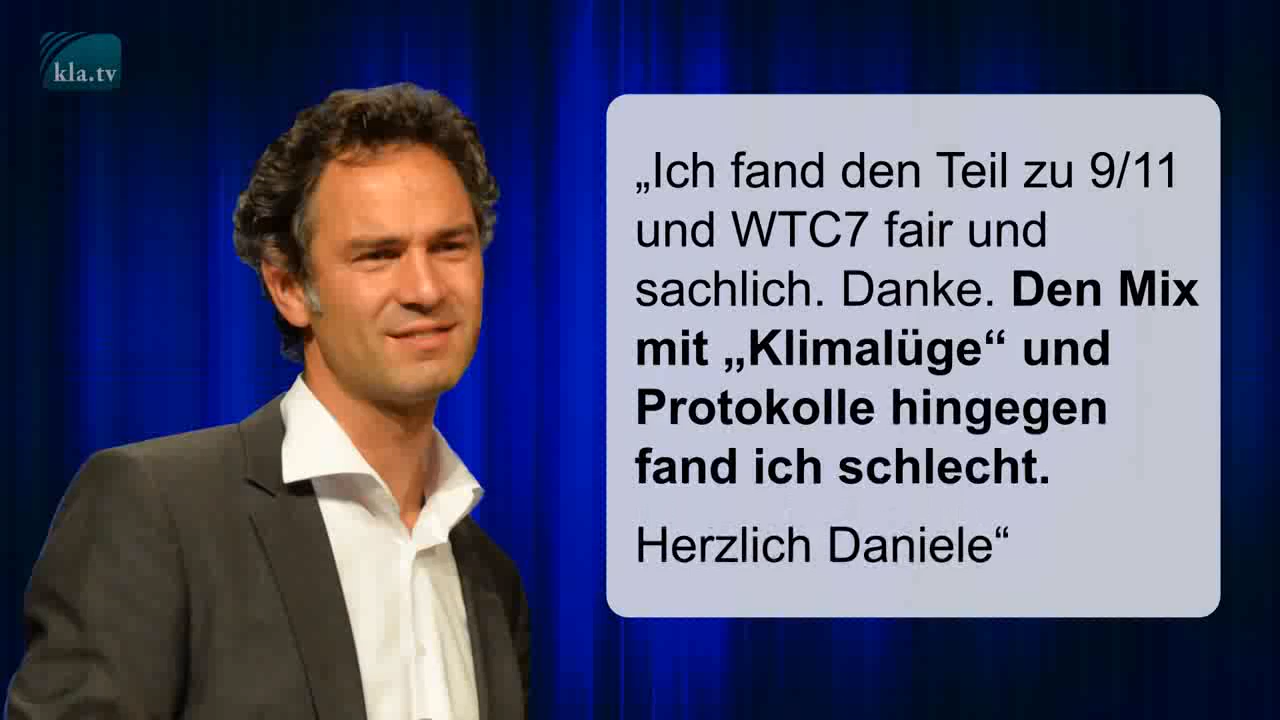 kla.tv
„Ich fand den Teil zu 9/11
und WTC7 fair und
sachlich. Danke. Den Mix
mit „Klimalüge“ und
Protokolle hingegen
fand ich schlecht.
Herzlich Daniele“